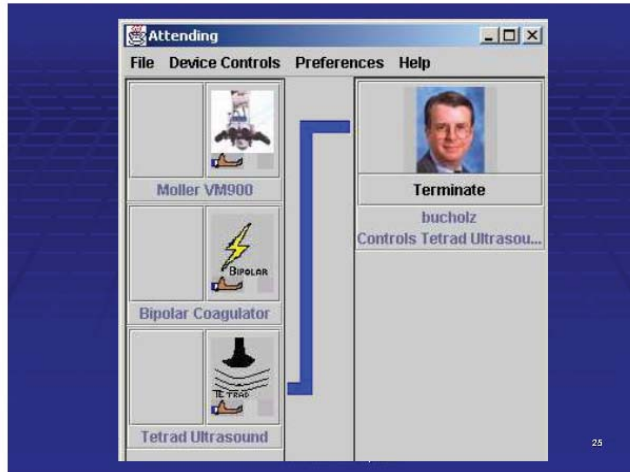 Attending
File Device Controls Preferences Help
Moller VM900
BIPOLAR
Bipolar Coagulator
TETRAD
Tetrad Ultrasound
Terminate
bucholz
Controls Tetrad Ultrasou...
25